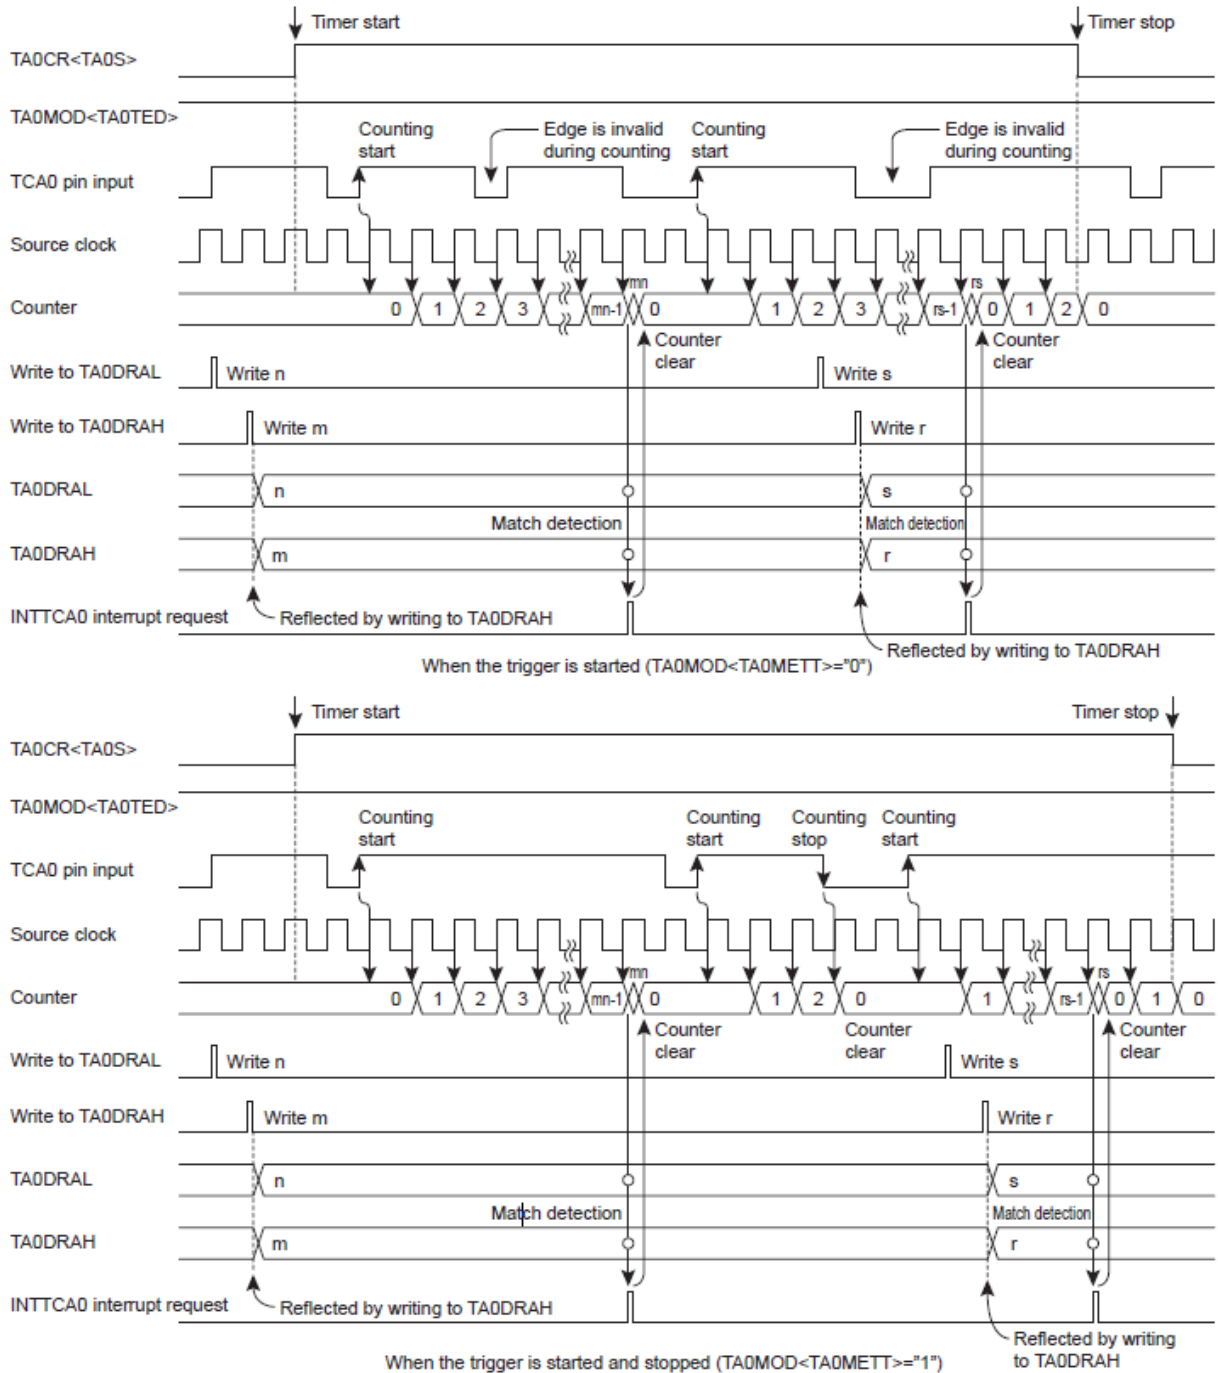 Timer start
Timer stop
TA0CR<TA0S>
TA0MOD<TA0TED>
Counting
start
Edge is invalid
during counting
Counting
start
Edge is invalid
during counting
TCA0 pin input
Source clock
mn
rs
Counter
0 1 2 3 mn-1 0 1 2 3 rs-1 0 1 2 0
Counter
clear
Counter
clear
Write to TA0DRAL
Write n
Write s
Write to TA0DRAH
Write m
Write r
TA0DRAL
n
s
Match detection
Match detection
TA0DRAH
m
r
INTTCA0 interrupt request
Reflected by writing to TA0DRAH
Reflected by writing to TA0DRAH
When the trigger is started (TA0MOD<TA0METT>="0")
Timer start
Timer stop
TA0CR<TA0S>
TA0MOD<TA0TED>
Counting
start
Counting
start
Counting
stop
Counting
start
TCA0 pin input
Source clock
mn
rs
Counter
0 1 2 3 mn-1 0 1 2 0 1 rs-1 0 1 0
Counter
clear
Counter
clear
Counter
clear
Write to TA0DRAL
Write n
Write s
Write to TA0DRAH
Write m
Write r
TA0DRAL
n
s
Match detection
Match detection
TA0DRAH
m
r
INTTCA0 interrupt request
Reflected by writing to TA0DRAH
Reflected by writing
to TA0DRAH
When the trigger is started and stopped (TA0MOD<TA0METT>="1")